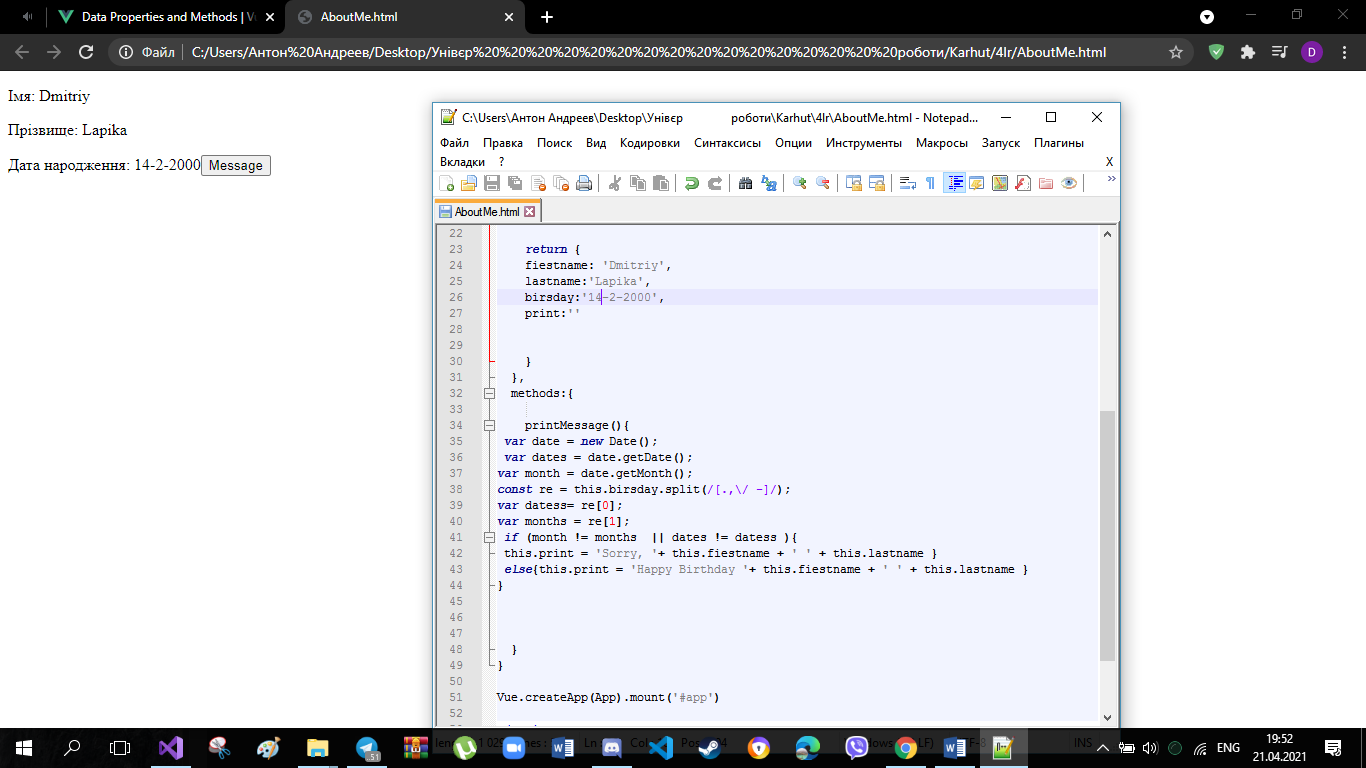 Data Properties and Methods | V
AboutMe.html
Файл
C:/Users/Антон%20Андреев/Desktop/Унівєр%20%20%20%20%20%20%20%20%20%20%20%20%20%20%20%20роботи/Karhut/4lr/AboutMe.html
D
Імя: Dmitriy
Прізвище: Lapika
Дата народження: 14-2-2000 Message
C:\Users\Антон Андреев\Desktop\Унівєр роботи\Karhut\4lr\AboutMe.html - Notepad...
Файл Правка Поиск Вид Кодировки Синтаксисы Опции Инструменты Макросы Запуск Плагины
Вкладки ? X
AboutMe.html
22
23 return {
24 fiestname: 'Dmitriy',
25 lastname:'Lapika',
26 birsday:'14-2-2000',
27 print:''
28
29
30 }
31 },
32 methods:{
33
34 printMessage(){
35 var date = new Date();
36 var dates = date.getDate();
37 var month = date.getMonth();
38 const re = this.birsday.split(/[.,\/ -]/);
39 var datess= re[0];
40 var months = re[1];
41 if (month != months || dates != datess ){
42 this.print = 'Sorry, '+ this.fiestname + ' ' + this.lastname }
43 else{this.print = 'Happy Birthday '+ this.fiestname + ' ' + this.lastname }
44 }
45
46
47
48 }
49 }
50
51 Vue.createApp(App).mount('#app')
52
INS
51
ENG
19:52
21.04.2021